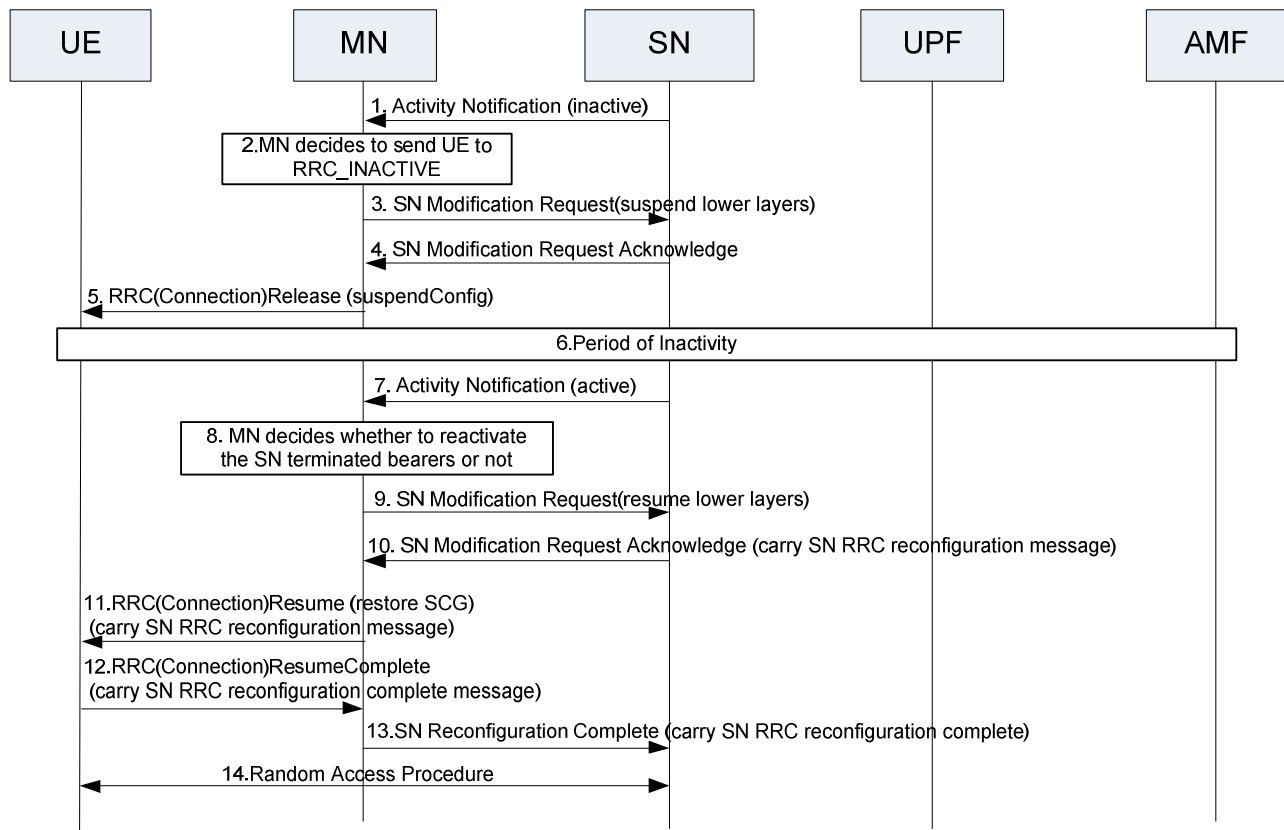 UE
MN
SN
UPF
AMF
1. Activity Notification (inactive)
2.MN decides to send UE to
RRC_INACTIVE
3. SN Modification Request(suspend lower layers)
4. SN Modification Request Acknowledge
5. RRC(Connection)Release (suspendConfig)
6.Period of Inactivity
7. Activity Notification (active)
8. MN decides whether to reactivate
the SN terminated bearers or not
9. SN Modification Request(resume lower layers)
10. SN Modification Request Acknowledge (carry SN RRC reconfiguration message)
11.RRC(Connection)Resume (restore SCG)
(carry SN RRC reconfiguration message)
12.RRC(Connection)ResumeComplete
(carry SN RRC reconfiguration complete message)
13.SN Reconfiguration Complete (carry SN RRC reconfiguration complete)
14.Random Access Procedure